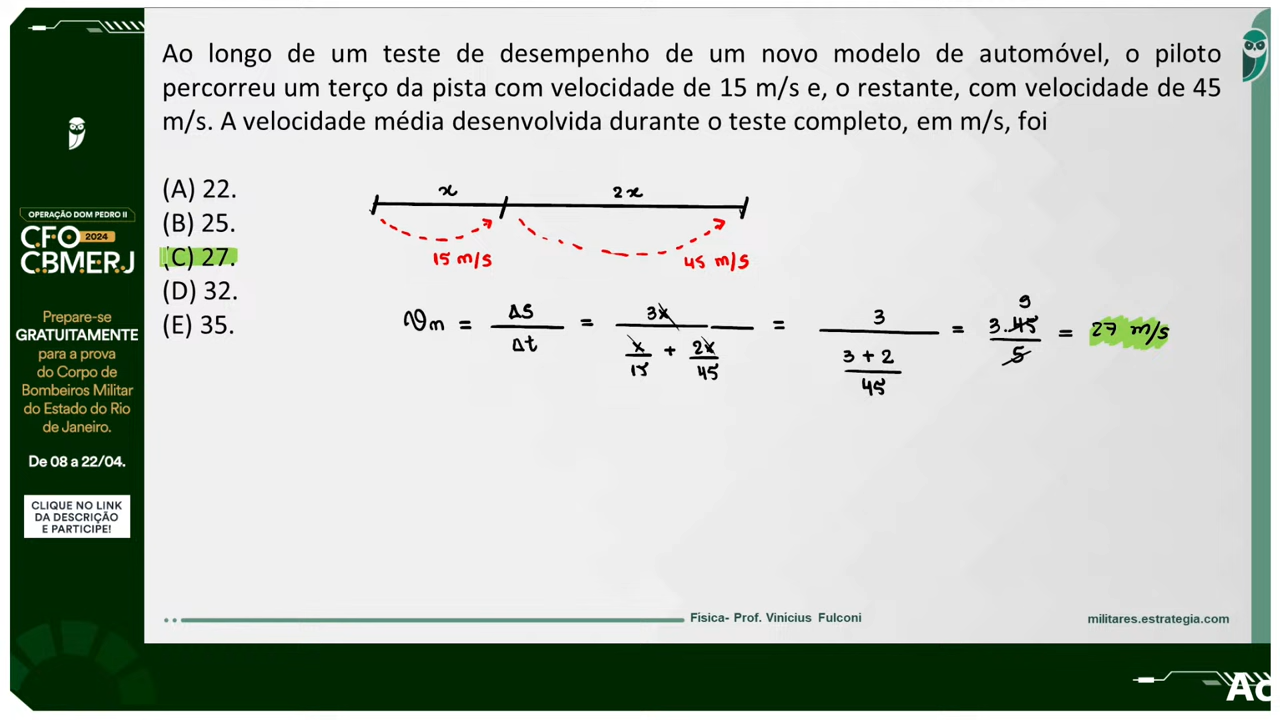 Ao longo de um teste de desempenho de um novo modelo de automóvel, o piloto
percorreu um terço da pista com velocidade de 15 m/s e, o restante, com velocidade de 45
m/s. A velocidade média desenvolvida durante o teste completo, em m/s, foi
(A) 22.
(B) 25.
(C) 27.
(D) 32.
(E) 35.
x 2x
15 m/s 45 m/s
Vm = ΔS/Δt = 3x/(x/15 + 2x/45) = 3/((3+2)/45) = 3.45/5 = 27 m/s
9
OPERAÇÃO DOM PEDRO II
CFO 2024
CBMERJ
Prepare-se
GRATUITAMENTE
para a prova
do Corpo de
Bombeiros Militar
do Estado do Rio
de Janeiro.
De 08 a 22/04.
CLIQUE NO LINK
DA DESCRIÇÃO
E PARTICIPE!
Física- Prof. Vinícius Fulconi
militares.estrategia.com
Ac